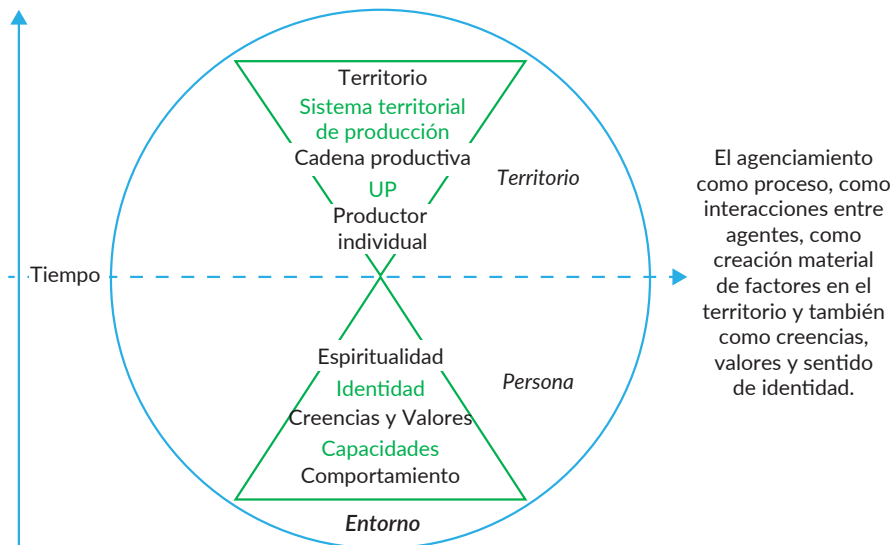 Territorio
Sistema territorial
de producción
Cadena productiva
UP
Productor
individual
Territorio
Tiempo
Espiritualidad
Identidad
Creencias y Valores
Capacidades
Comportamiento
Persona
Entorno
El agenciamiento
como proceso, como
interacciones entre
agentes, como
creación material
de factores en el
territorio y también
como creencias,
valores y sentido
de identidad.